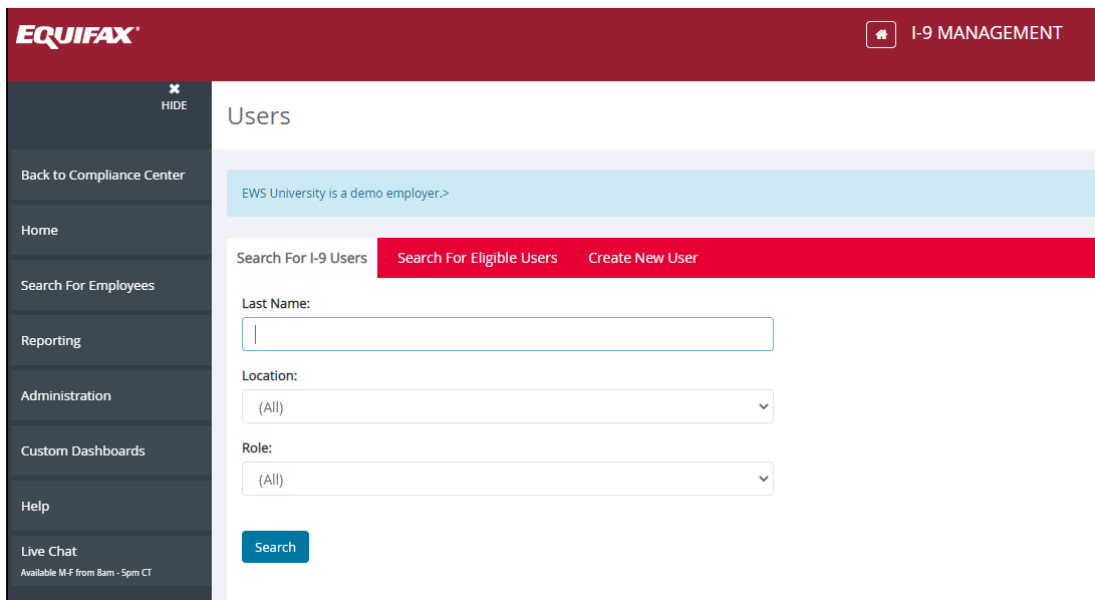 EQUIFAX
I-9 MANAGEMENT
HIDE
Users
Back to Compliance Center
EWS University is a demo employer.>
Home
Search For I-9 Users
Search For Eligible Users
Create New User
Search For Employees
Last Name:
Reporting
Location:
Administration
(All)
Role:
Custom Dashboards
(All)
Help
Search
Live Chat
Available M-F from 8am - 5pm CT